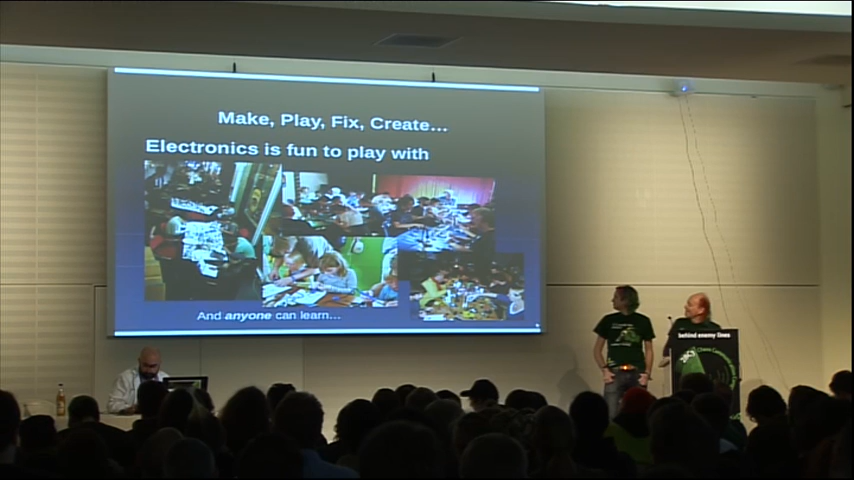 Make, Play, Fix, Create...
Electronics is fun to play with
And anyone can learn...
behind enemy lines